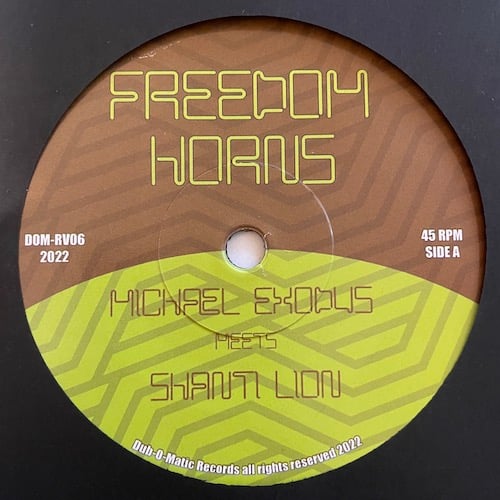 FREEDOM
HORNS
DOM-RV06
2022
45 RPM
SIDE A
MICHAEL EXODUS
MEETS
SHANTI LION
Dub-O-Matic Records all rights reserved 2022